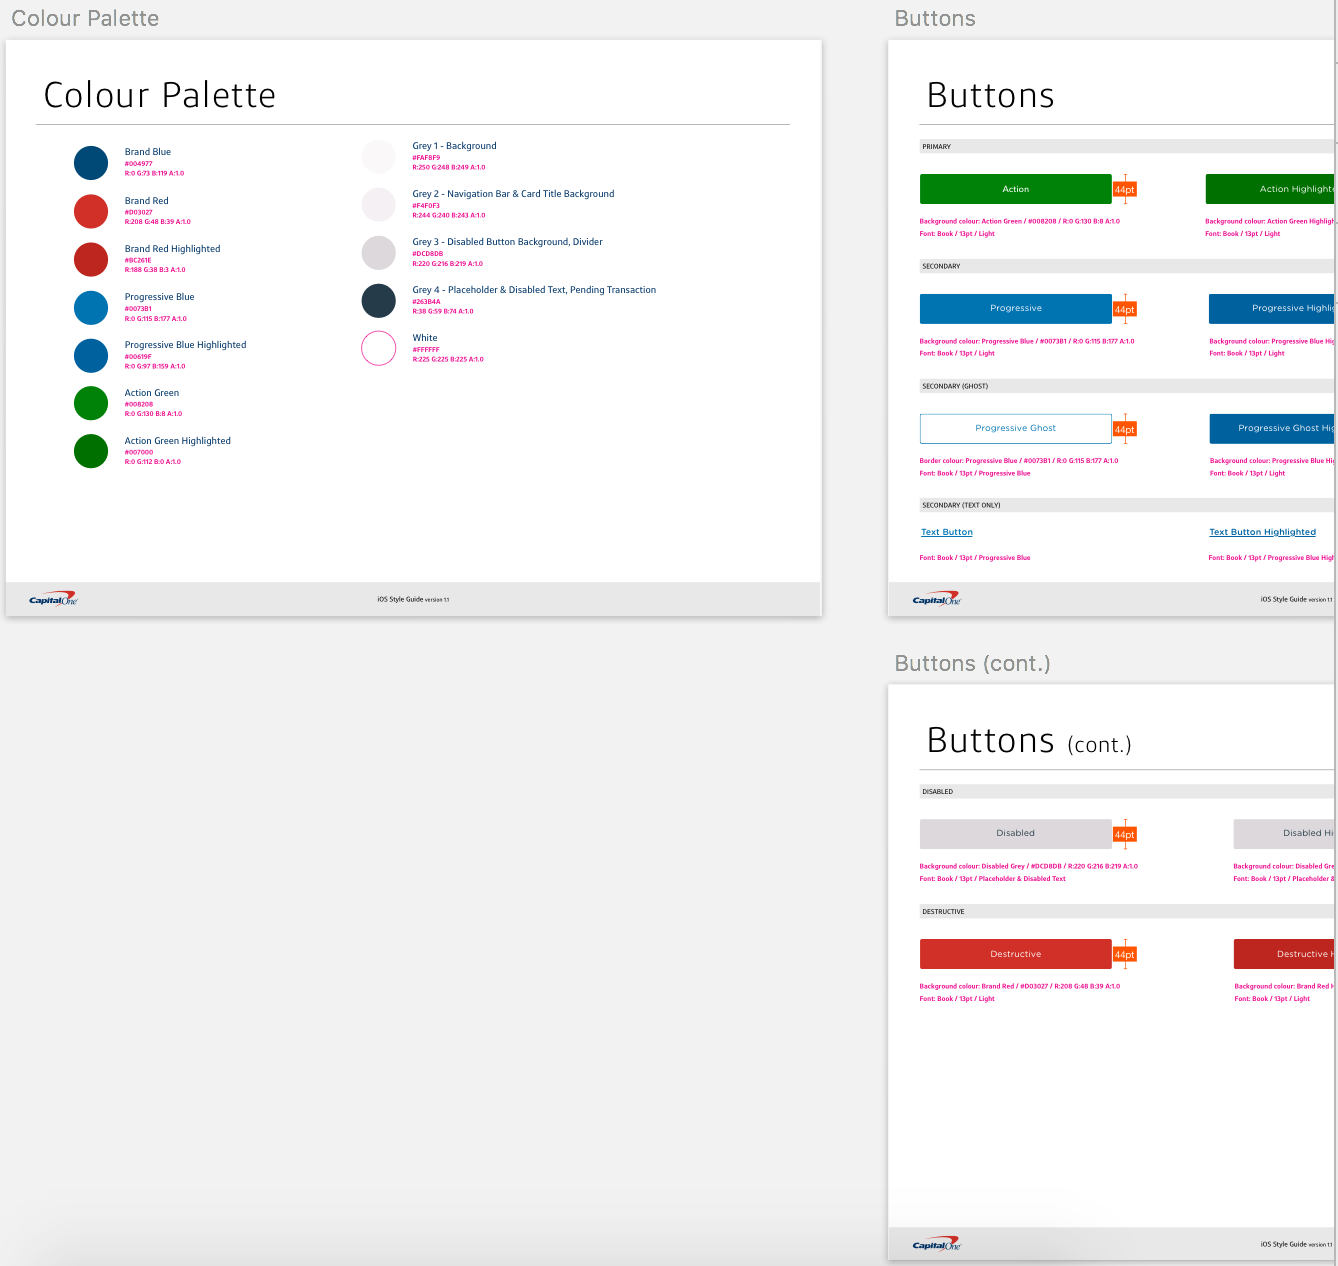 Colour Palette
Colour Palette
Brand Blue
#004977
R:0 G:73 B:119 A:1.0
Brand Red
#D03027
R:208 G:48 B:39 A:1.0
Brand Red Highlighted
#BC261E
R:188 G:38 B:3 A:1.0
Progressive Blue
#0073B1
R:0 G:115 B:177 A:1.0
Progressive Blue Highlighted
#00619F
R:0 G:97 B:159 A:1.0
Action Green
#008208
R:0 G:130 B:8 A:1.0
Action Green Highlighted
#007000
R:0 G:112 B:0 A:1.0
Grey 1 - Background
#FAF8F9
R:250 G:248 B:249 A:1.0
Grey 2 - Navigation Bar & Card Title Background
#F4F0F3
R:244 G:240 B:243 A:1.0
Grey 3 - Disabled Button Background, Divider
#DCD8DB
R:220 G:216 B:219 A:1.0
Grey 4 - Placeholder & Disabled Text, Pending Transaction
#263B4A
R:38 G:59 B:74 A:1.0
White
#FFFFFF
R:225 G:225 B:225 A:1.0
CapitalOne
iOS Style Guide version 1.1
Buttons
Buttons
PRIMARY
Action
44pt
Action Highlighte
Background colour: Action Green / #008208 / R:0 G:130 B:8 A:1.0
Font: Book / 13pt / Light
Background colour: Action Green Highligh
Font: Book / 13pt / Light
SECONDARY
Progressive
44pt
Progressive Highlig
Background colour: Progressive Blue / #0073B1 / R:0 G:115 B:177 A:1.0
Font: Book / 13pt / Light
Background colour: Progressive Blue Hig
Font: Book / 13pt / Light
SECONDARY (GHOST)
Progressive Ghost
44pt
Progressive Ghost Hig
Border colour: Progressive Blue / #0073B1 / R:0 G:115 B:177 A:1.0
Font: Book / 13pt / Progressive Blue
Background colour: Progressive Blue Hig
Font: Book / 13pt / Light
SECONDARY (TEXT ONLY)
Text Button
Text Button Highlighted
Font: Book / 13pt / Progressive Blue
Font: Book / 13pt / Progressive Blue High
CapitalOne
iOS Style Guide version 1.1
Buttons (cont.)
Buttons (cont.)
DISABLED
Disabled
44pt
Disabled Hi
Background colour: Disabled Grey / #DCD8DB / R:220 G:216 B:219 A:1.0
Font: Book / 13pt / Placeholder & Disabled Text
Background colour: Disabled Gre
Font: Book / 13pt / Placeholder &
DESTRUCTIVE
Destructive
44pt
Destructive H
Background colour: Brand Red / #D03027 / R:208 G:48 B:39 A:1.0
Font: Book / 13pt / Light
Background colour: Brand Red H
Font: Book / 13pt / Light
CapitalOne
iOS Style Guide version 1.1